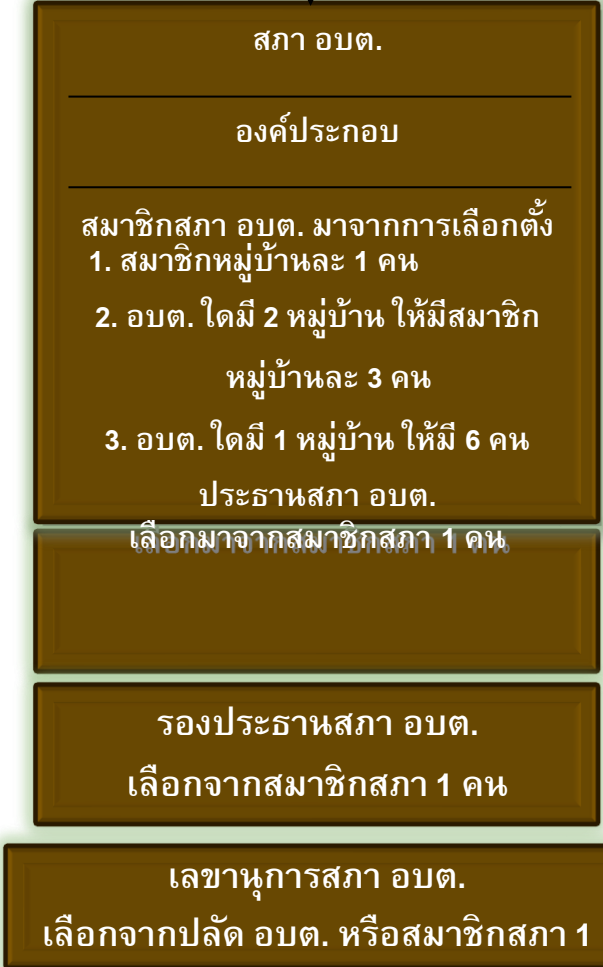 สภา อบต.
องค์ประกอบ
สมาชิกสภา อบต. มาจากการเลือกตั้ง
1. สมาชิกหมู่บ้านละ 1 คน
2. อบต. ใดมี 2 หมู่บ้าน ให้มีสมาชิก
หมู่บ้านละ 3 คน
3. อบต. ใดมี 1 หมู่บ้าน ให้มี 6 คน
ประธานสภา อบต.
เลือกมาจากสมาชิกสภา 1 คน
รองประธานสภา อบต.
เลือกจากสมาชิกสภา 1 คน
เลขานุการสภา อบต.
เลือกจากปลัด อบต. หรือสมาชิกสภา 1